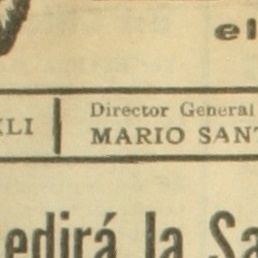 el
XLI
Director General
MARIO SANT
edirá la Sa